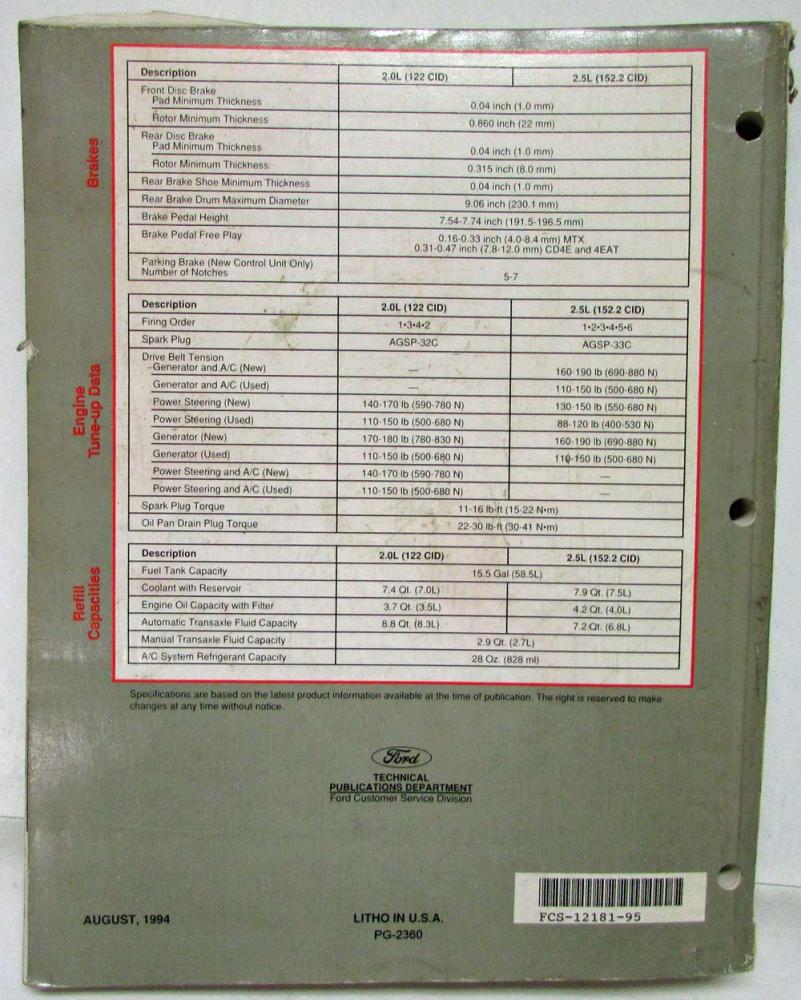 Brakes
Description 2.0L (122 CID) 2.5L (152.2 CID)
Front Disc Brake
Pad Minimum Thickness 0.04 inch (1.0 mm)
Rotor Minimum Thickness 0.860 inch (22 mm)
Rear Disc Brake
Pad Minimum Thickness 0.04 inch (1.0 mm)
Rotor Minimum Thickness 0.315 inch (8.0 mm)
Rear Brake Shoe Minimum Thickness 0.04 inch (1.0 mm)
Rear Brake Drum Maximum Diameter 9.06 inch (230.1 mm)
Brake Pedal Height 7.54-7.74 inch (191.5-196.5 mm)
Brake Pedal Free Play 0.16-0.33 inch (4.0-8.4 mm) MTX
0.31-0.47 inch (7.8-12.0 mm) CD4E and 4EAT
Parking Brake (New Control Unit Only)
Number of Notches 5-7
Engine
Tune-up Data
Description 2.0L (122 CID) 2.5L (152.2 CID)
Firing Order 1•3•4•2 1•2•3•4•5•6
Spark Plug AGSP-32C AGSP-33C
Drive Belt Tension
Generator and A/C (New) — 160-190 lb (690-880 N)
Generator and A/C (Used) — 110-150 lb (500-680 N)
Power Steering (New) 140-170 lb (590-780 N) 130-150 lb (550-680 N)
Power Steering (Used) 110-150 lb (500-680 N) 88-120 lb (400-530 N)
Generator (New) 170-180 lb (780-830 N) 160-190 lb (690-880 N)
Generator (Used) 110-150 lb (500-680 N) 110-150 lb (500-680 N)
Power Steering and A/C (New) 140-170 lb (590-780 N) —
Power Steering and A/C (Used) 110-150 lb (500-680 N) —
Spark Plug Torque 11-16 lb-ft (15-22 N•m)
Oil Pan Drain Plug Torque 22-30 lb-ft (30-41 N•m)
Refill
Capacities
Description 2.0L (122 CID) 2.5L (152.2 CID)
Fuel Tank Capacity 15.5 Gal (58.5L)
Coolant with Reservoir 7.4 Qt. (7.0L) 7.9 Qt. (7.5L)
Engine Oil Capacity with Filter 3.7 Qt. (3.5L) 4.2 Qt. (4.0L)
Automatic Transaxle Fluid Capacity 8.8 Qt. (8.3L) 7.2 Qt. (6.8L)
Manual Transaxle Fluid Capacity 2.9 Qt. (2.7L)
A/C System Refrigerant Capacity 28 Oz. (828 ml)
Specifications are based on the latest product information available at the time of publication. The right is reserved to make
changes at any time without notice.
Ford
TECHNICAL
PUBLICATIONS DEPARTMENT
Ford Customer Service Division
AUGUST, 1994
LITHO IN U.S.A.
PG-2360
FCS-12181-95